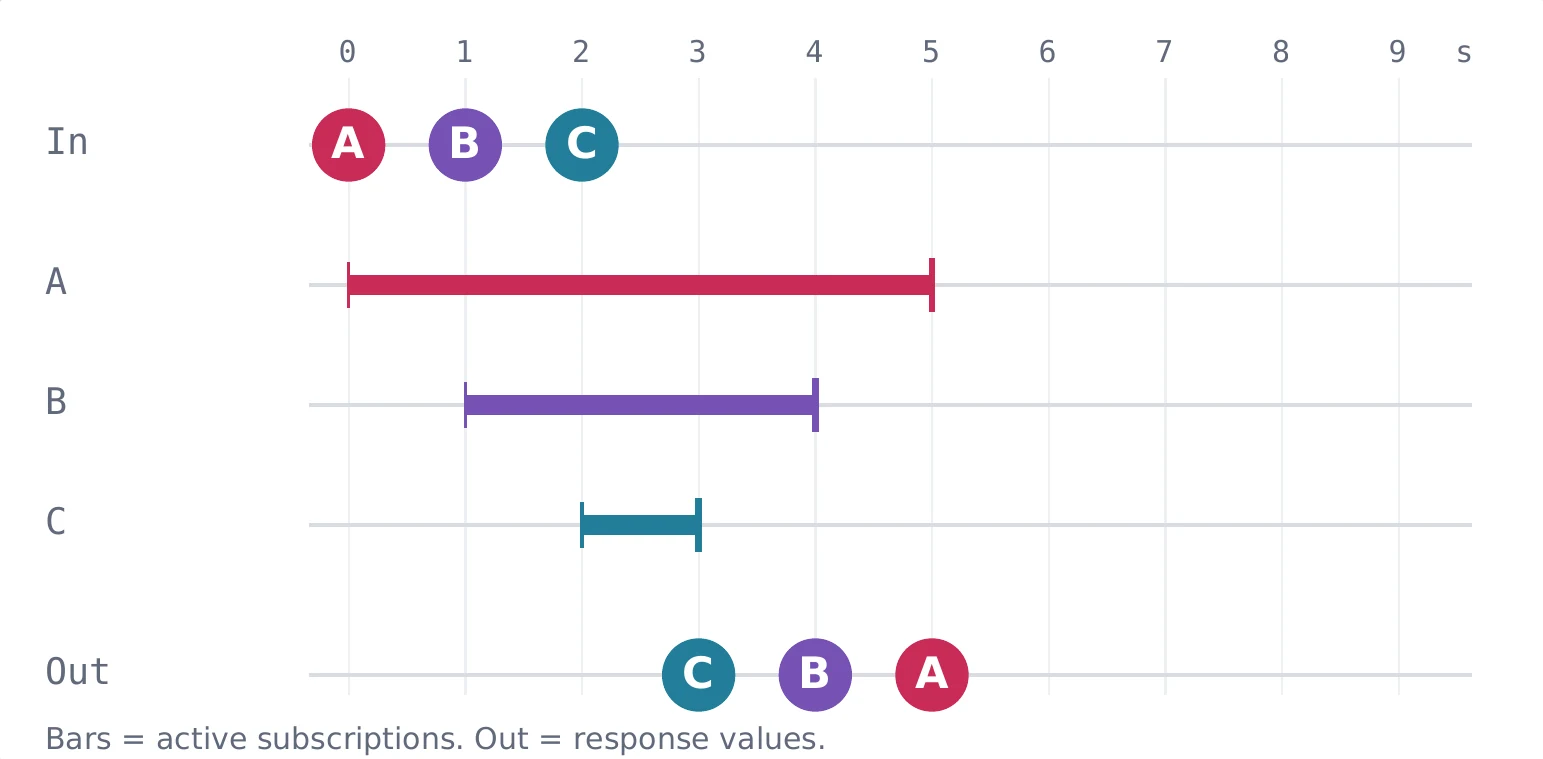 0 1 2 3 4 5 6 7 8 9 s
In A B C
A
B
C
Out C B A
Bars = active subscriptions. Out = response values.